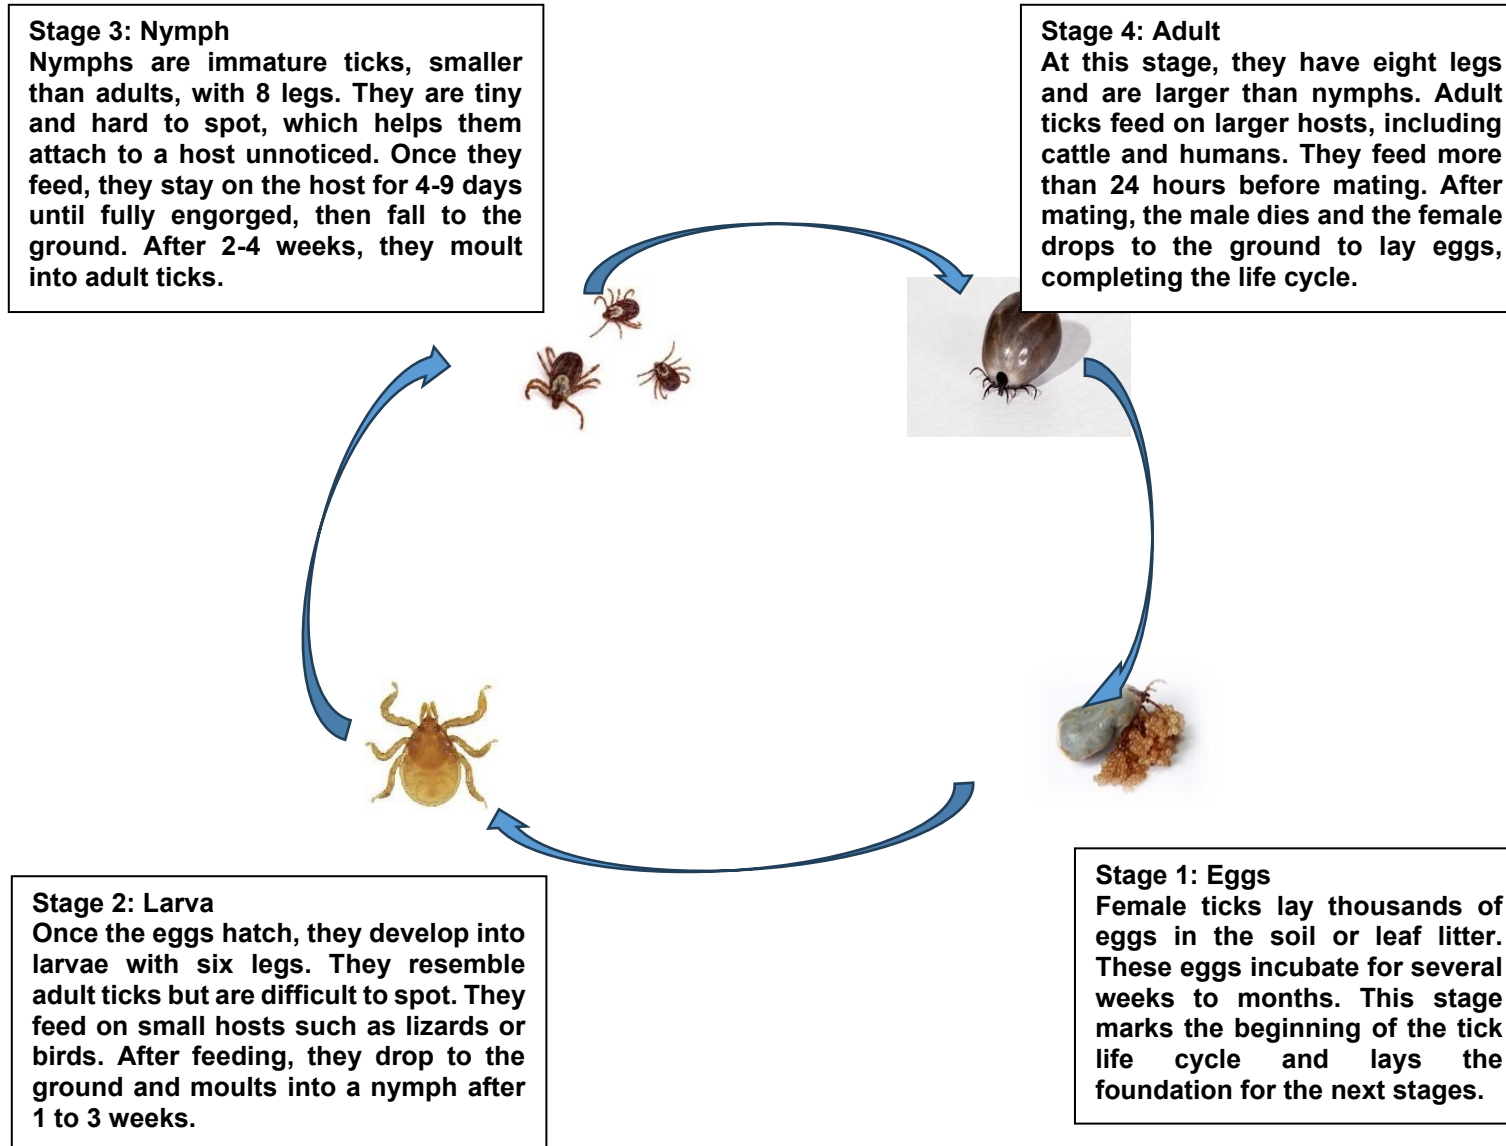 Stage 3: Nymph
Nymphs are immature ticks, smaller
than adults, with 8 legs. They are tiny
and hard to spot, which helps them
attach to a host unnoticed. Once they
feed, they stay on the host for 4-9 days
until fully engorged, then fall to the
ground. After 2-4 weeks, they moult
into adult ticks.
Stage 4: Adult
At this stage, they have eight legs
and are larger than nymphs. Adult
ticks feed on larger hosts, including
cattle and humans. They feed more
than 24 hours before mating. After
mating, the male dies and the female
drops to the ground to lay eggs,
completing the life cycle.
Stage 2: Larva
Once the eggs hatch, they develop into
larvae with six legs. They resemble
adult ticks but are difficult to spot. They
feed on small hosts such as lizards or
birds. After feeding, they drop to the
ground and moults into a nymph after
1 to 3 weeks.
Stage 1: Eggs
Female ticks lay thousands of
eggs in the soil or leaf litter.
These eggs incubate for several
weeks to months. This stage
marks the beginning of the tick
life cycle and lays the
foundation for the next stages.